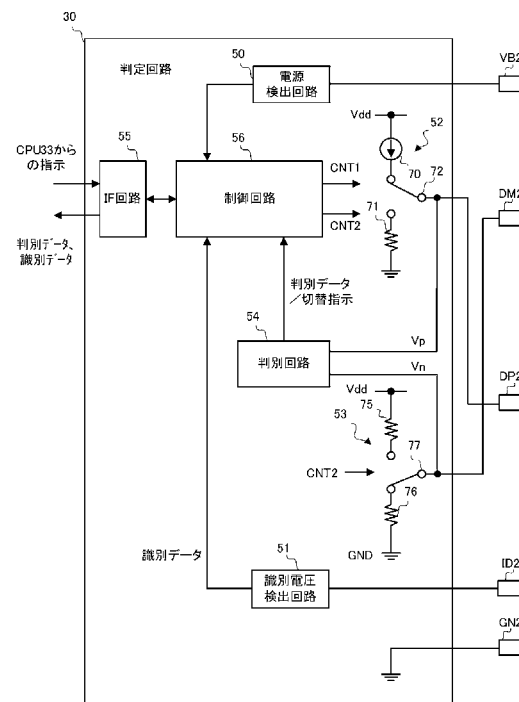 30
判定回路
50
電源
検出回路
VB2
Vdd
52
70
72
55
CPU33から
の指示
IF回路
56
制御回路
CNT1
CNT2
71
DM2
判別データ、
識別データ
判別データ
/切替指示
54
判別回路
Vp
Vn
Vdd
DP2
75
53
77
CNT2
76
GND
識別データ
51
識別電圧
検出回路
ID2
GN2